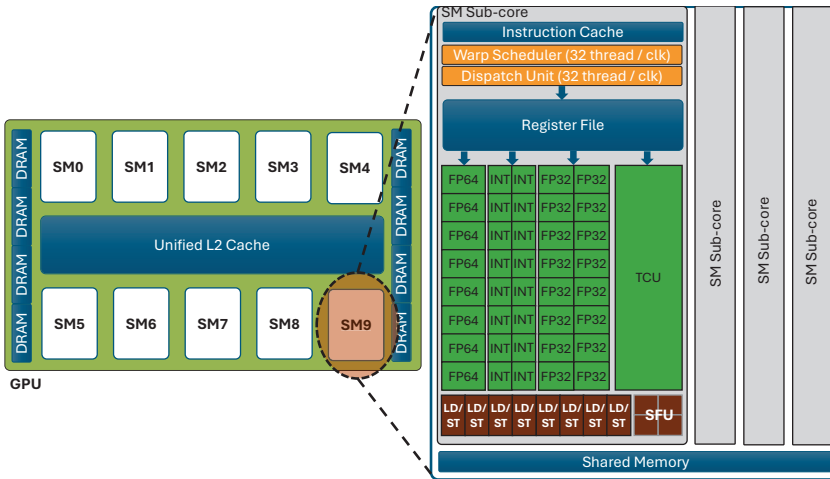 SM Sub-core
Instruction Cache
Warp Scheduler (32 thread / clk)
Dispatch Unit (32 thread / clk)
Register File
FP64 INT INT FP32 FP32
FP64 INT INT FP32 FP32
FP64 INT INT FP32 FP32
FP64 INT INT FP32 FP32
FP64 INT INT FP32 FP32
FP64 INT INT FP32 FP32
FP64 INT INT FP32 FP32
FP64 INT INT FP32 FP32
TCU
LD/ LD/ LD/ LD/ LD/ LD/ LD/ LD/
ST ST ST ST ST ST ST ST
SFU
SM Sub-core
SM Sub-core
SM Sub-core
Shared Memory
DRAM
DRAM
DRAM
DRAM
SM0 SM1 SM2 SM3 SM4
Unified L2 Cache
SM5 SM6 SM7 SM8 SM9
DRAM
DRAM
DRAM
DRAM
GPU